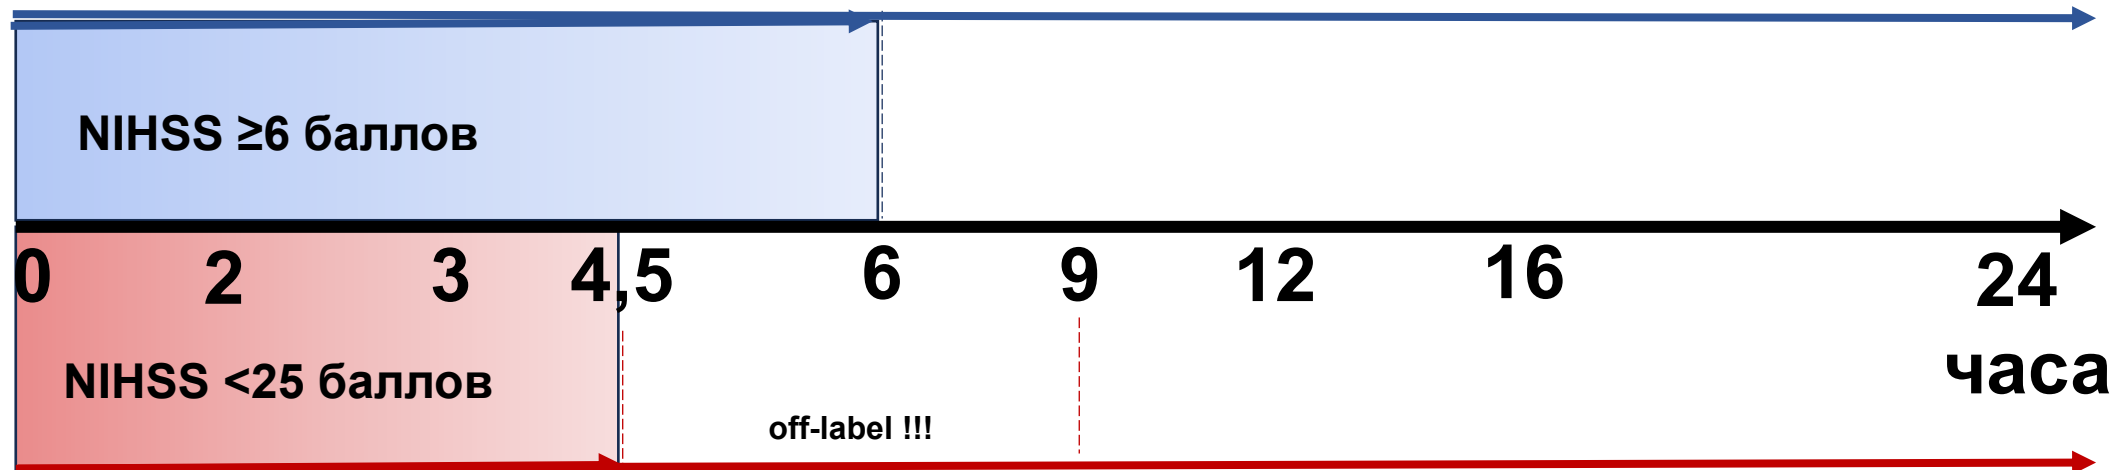 NIHSS ≥6 баллов
0 2 3 4,5 6 9 12 16 24
часа
NIHSS <25 баллов
off-label !!!